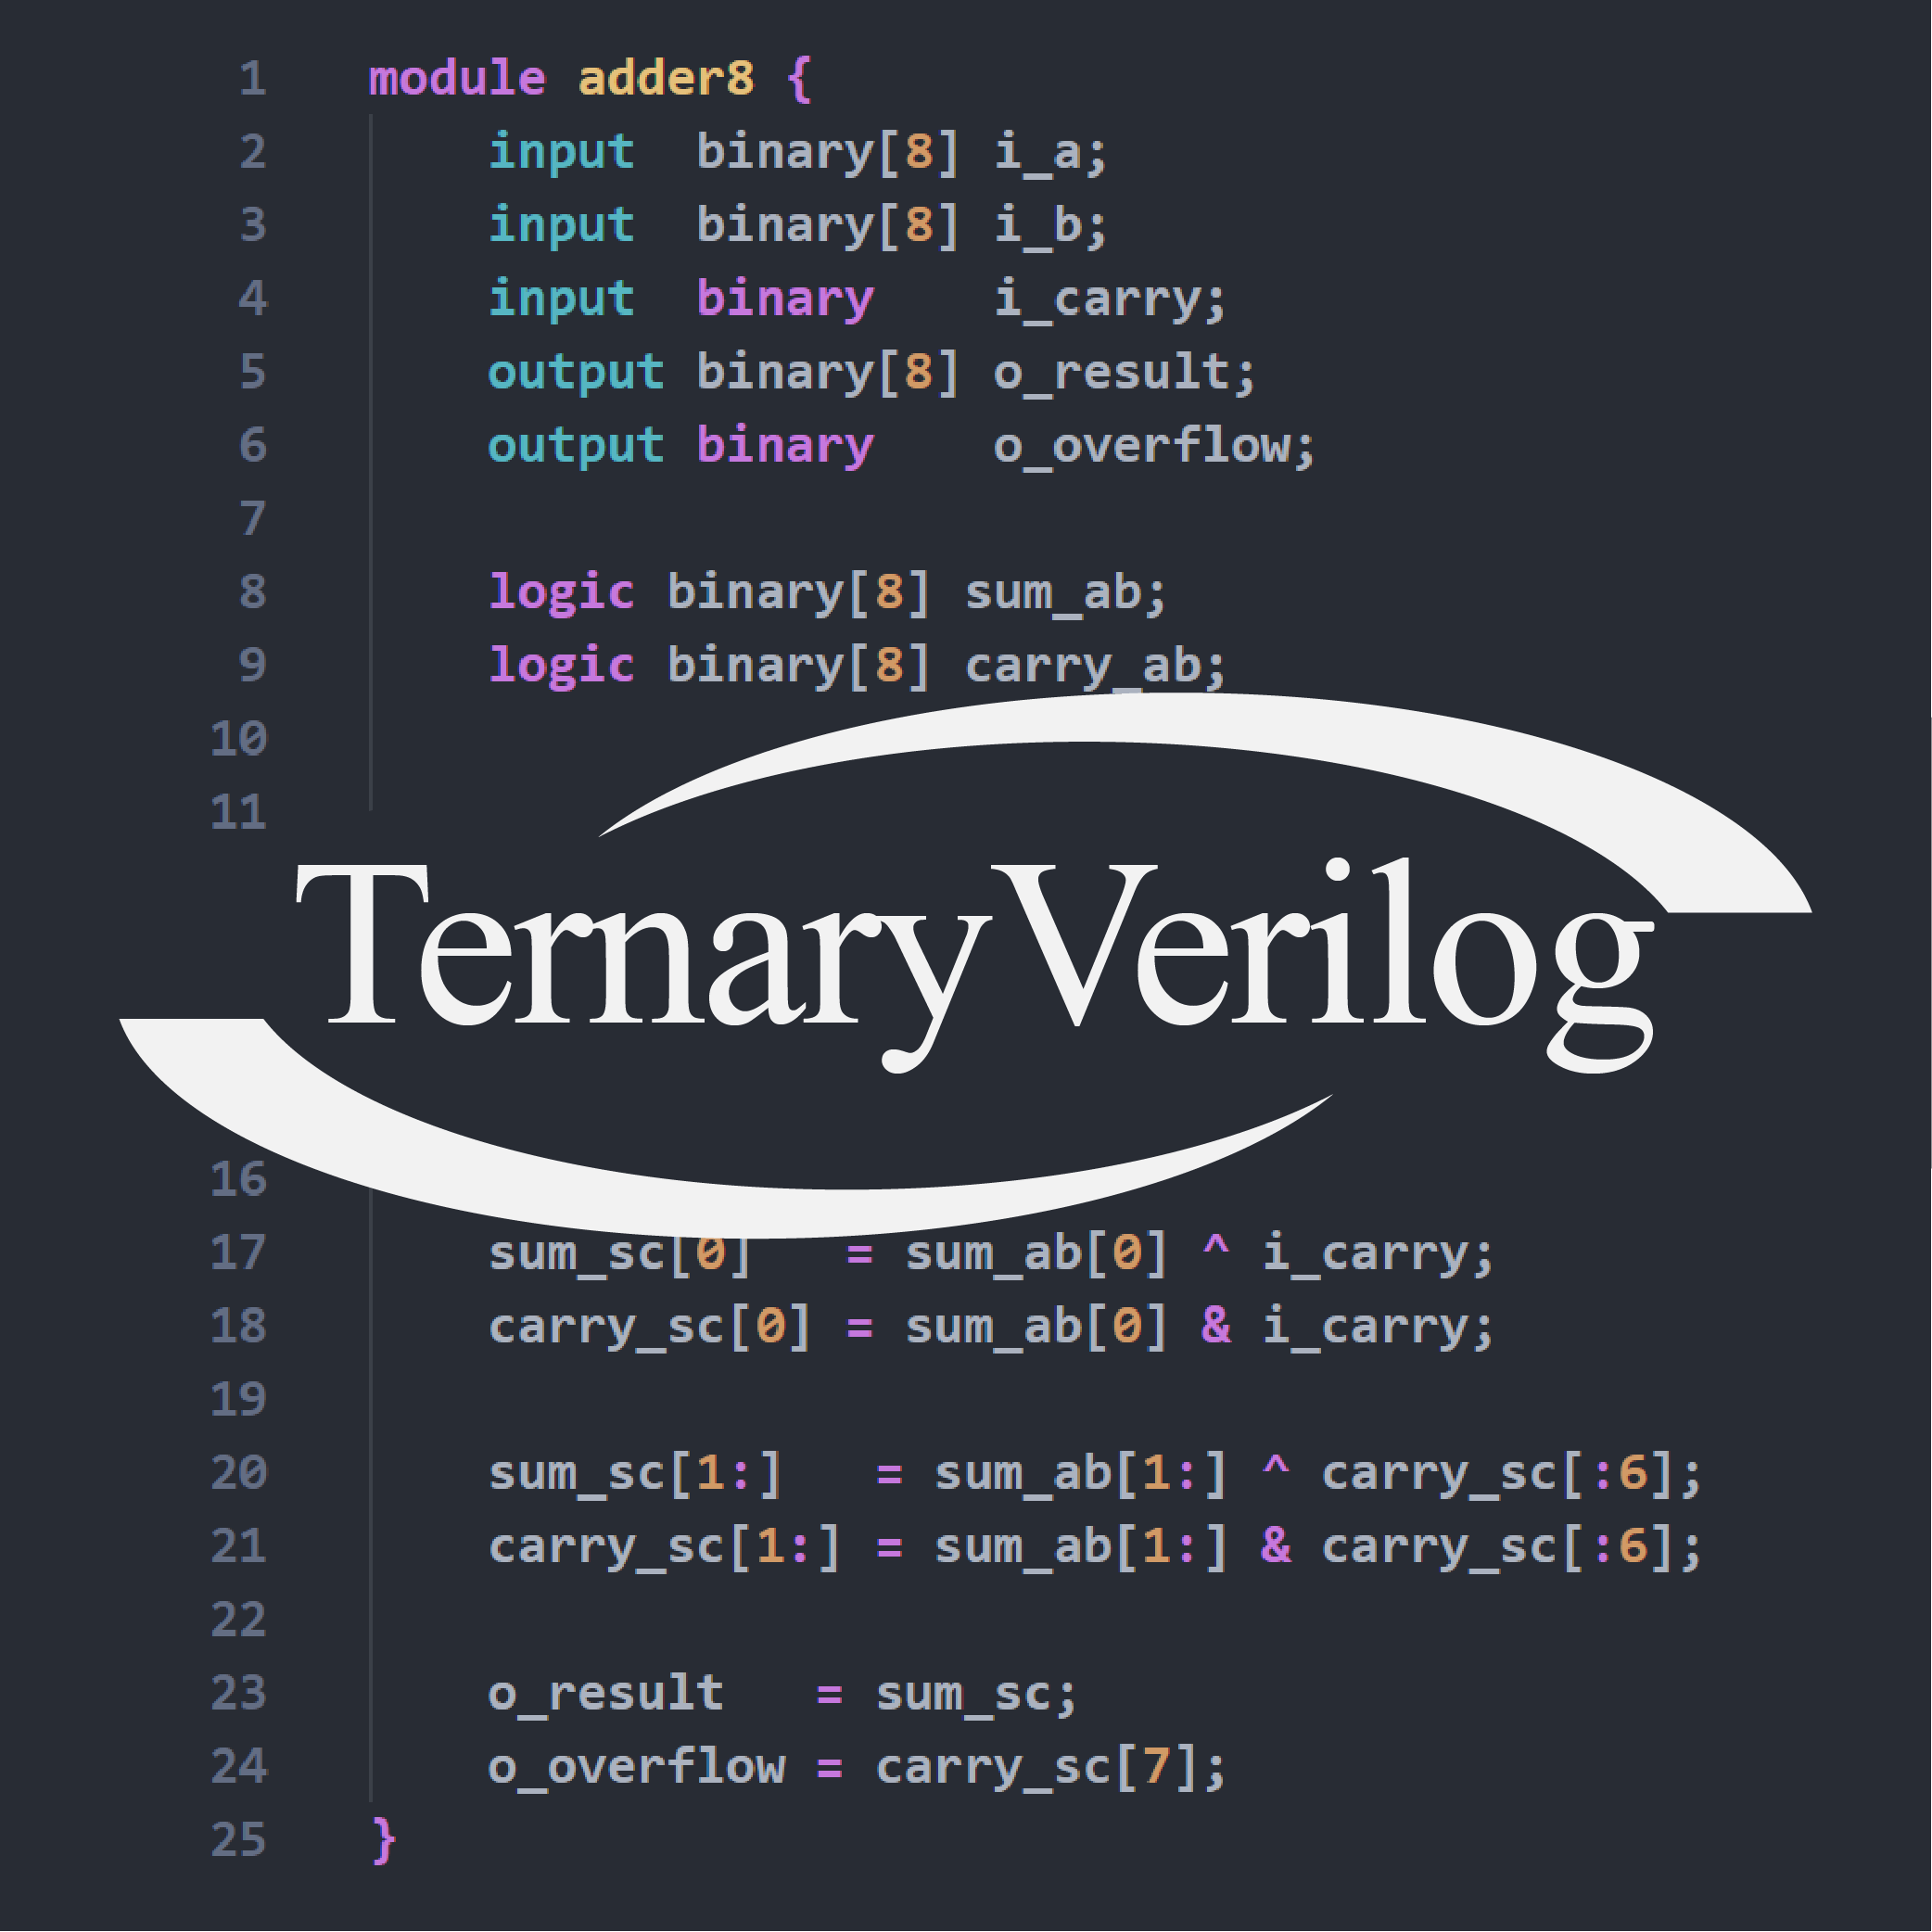 1 module adder8 {
2 input binary[8] i_a;
3 input binary[8] i_b;
4 input binary i_carry;
5 output binary[8] o_result;
6 output binary o_overflow;
7
8 logic binary[8] sum_ab;
9 logic binary[8] carry_ab;
10
11
TernaryVerilog
16
17 sum_sc[0] = sum_ab[0] ^ i_carry;
18 carry_sc[0] = sum_ab[0] & i_carry;
19
20 sum_sc[1:] = sum_ab[1:] ^ carry_sc[:6];
21 carry_sc[1:] = sum_ab[1:] & carry_sc[:6];
22
23 o_result = sum_sc;
24 o_overflow = carry_sc[7];
25 }